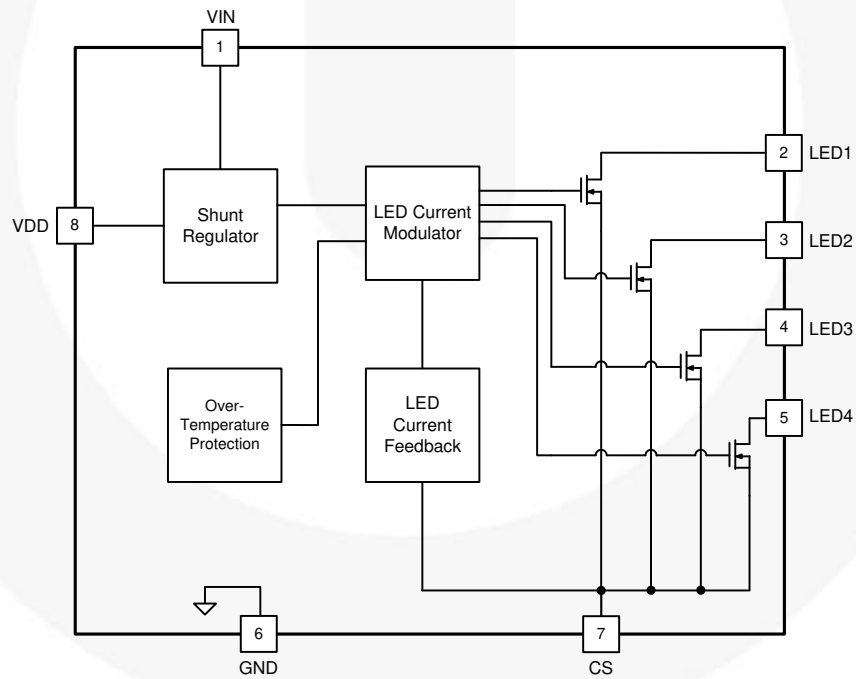 VIN
1
2
LED1
Shunt
Regulator
LED Current
Modulator
8
VDD
3
LED2
4
LED3
Over-
Temperature
Protection
LED
Current
Feedback
5
LED4
6
GND
7
CS